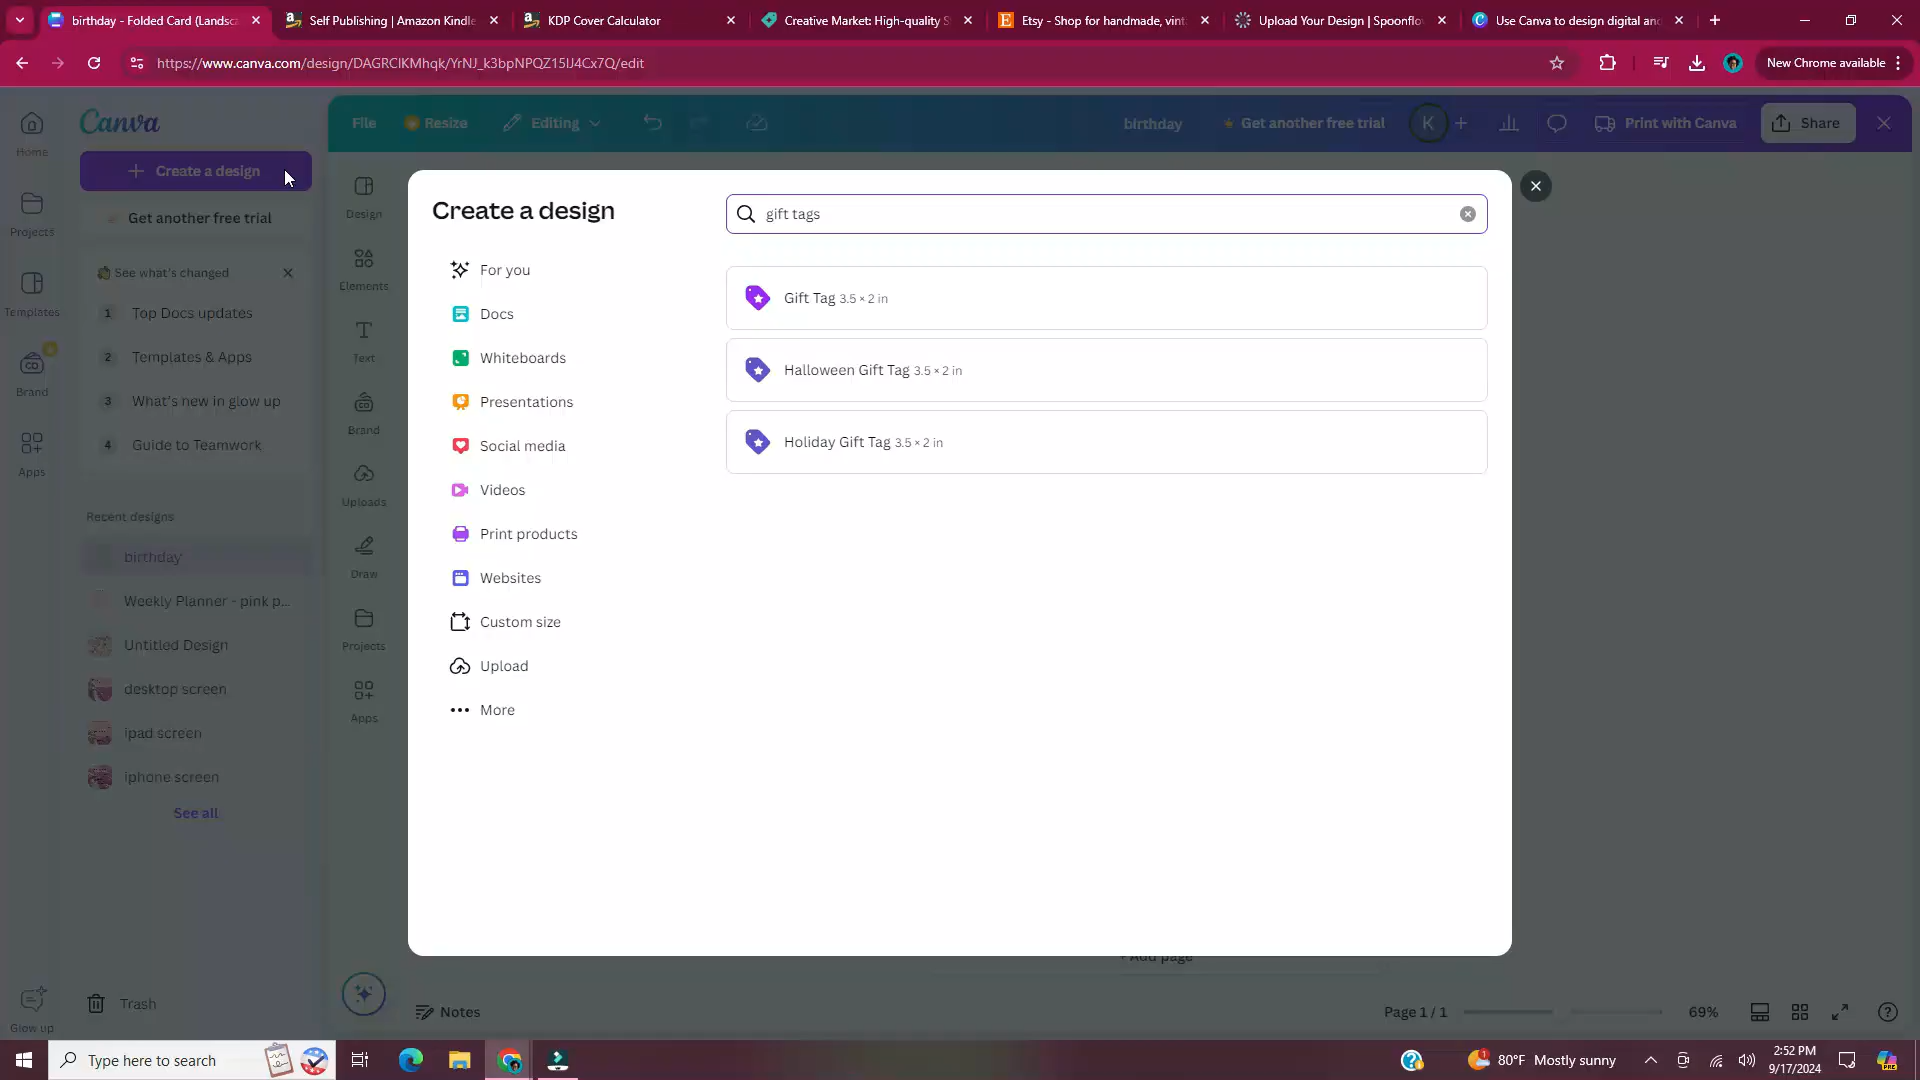 birthday - Folded Card (Landsca
Self Publishing | Amazon Kindle
KDP Cover Calculator
Creative Market: High-quality S
Etsy - Shop for handmade, vint
Upload Your Design | Spoonflow
Use Canva to design digital and
https://www.canva.com/design/DAGRCIKMhqk/YrNJ_k3bpNPQZ15IJ4Cx7Q/edit
New Chrome available
Home
Projects
Templates
Brand
Apps
Glow up
Canva
Create a design
Get another free trial
See what's changed
1 Top Docs updates
2 Templates & Apps
3 What's new in glow up
4 Guide to Teamwork
Recent designs
birthday
Weekly Planner - pink p...
Untitled Design
desktop screen
ipad screen
iphone screen
See all
Trash
File
Resize
Editing
birthday
Get another free trial
K
Print with Canva
Share
Design
Elements
Text
Brand
Uploads
Draw
Projects
Apps
Create a design
For you
Docs
Whiteboards
Presentations
Social media
Videos
Print products
Websites
Custom size
Upload
More
gift tags
Gift Tag 3.5 × 2 in
Halloween Gift Tag 3.5 × 2 in
Holiday Gift Tag 3.5 × 2 in
+ Add page
Notes
Page 1 / 1
69%
Type here to search
80°F Mostly sunny
2:52 PM
9/17/2024